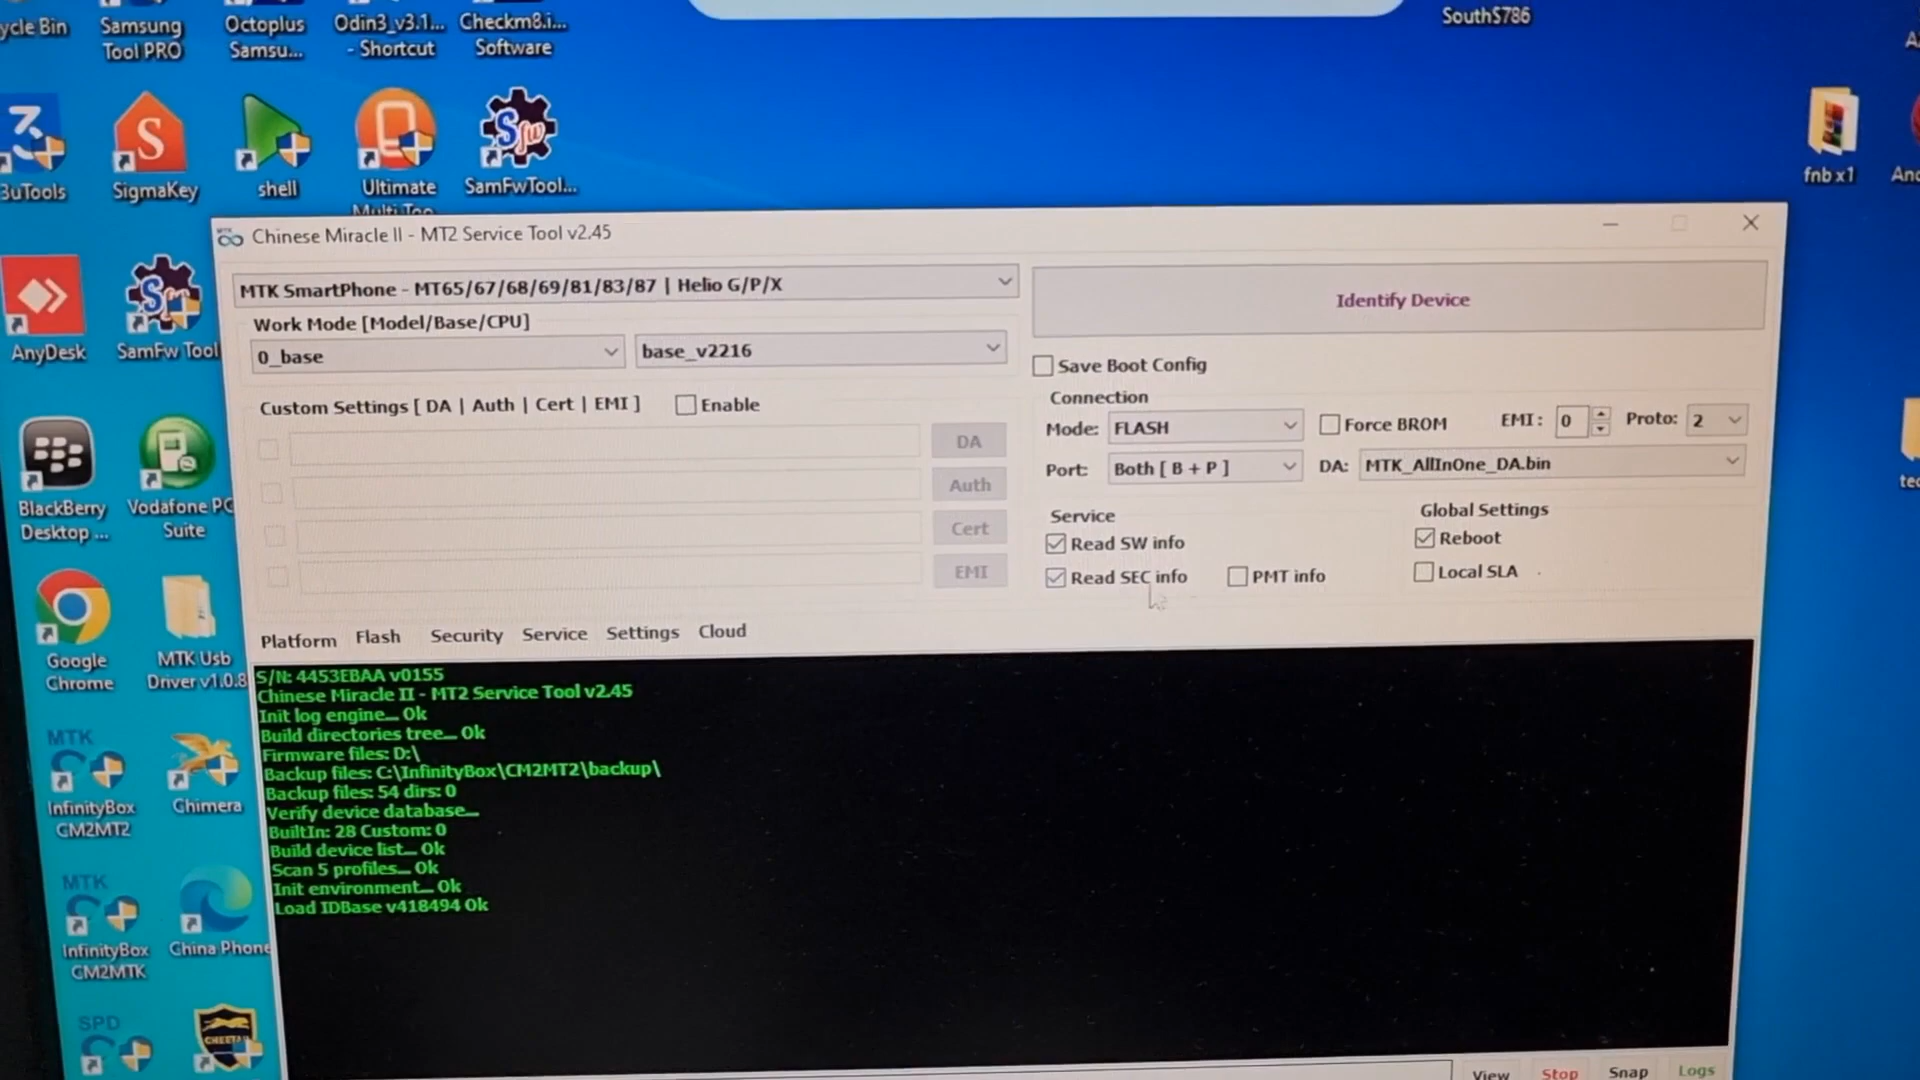 ycle Bin
Samsung
Tool PRO
Octoplus
Samsu...
Odin3_v3.1...
- Shortcut
Checkm8.i...
Software
SouthS786
3uTools
SigmaKey
shell
Ultimate
Multi Too
SamFwTool...
fnb x1
AnyDesk
SamFw Tool
BlackBerry
Desktop ...
Vodafone PC
Suite
Google
Chrome
MTK Usb
Driver v1.0.8
MTK
InfinityBox
CM2MT2
Chimera
MTK
InfinityBox
CM2MTK
China Phone
SPD
CHEETAH
Chinese Miracle II - MT2 Service Tool v2.45
MTK SmartPhone - MT65/67/68/69/81/83/87 | Helio G/P/X
Identify Device
Work Mode [Model/Base/CPU]
0_base
base_v2216
Save Boot Config
Custom Settings [ DA | Auth | Cert | EMI ]
Enable
DA
Auth
Cert
EMI
Connection
Mode:
FLASH
Force BROM
EMI:
0
Proto:
2
Port:
Both [ B + P ]
DA:
MTK_AllInOne_DA.bin
Service
Read SW info
Read SEC info
PMT info
Global Settings
Reboot
Local SLA
Platform
Flash
Security
Service
Settings
Cloud
S/N: 4453EBAA v0155
Chinese Miracle II - MT2 Service Tool v2.45
Init log engine... Ok
Build directories tree... Ok
Firmware files: D:\
Backup files: C:\InfinityBox\CM2MT2\backup\
Backup files: 54 dirs: 0
Verify device database...
BuiltIn: 28 Custom: 0
Build device list... Ok
Scan 5 profiles... Ok
Init environment... Ok
Load IDBase v418494 Ok
View
Stop
Snap
Logs